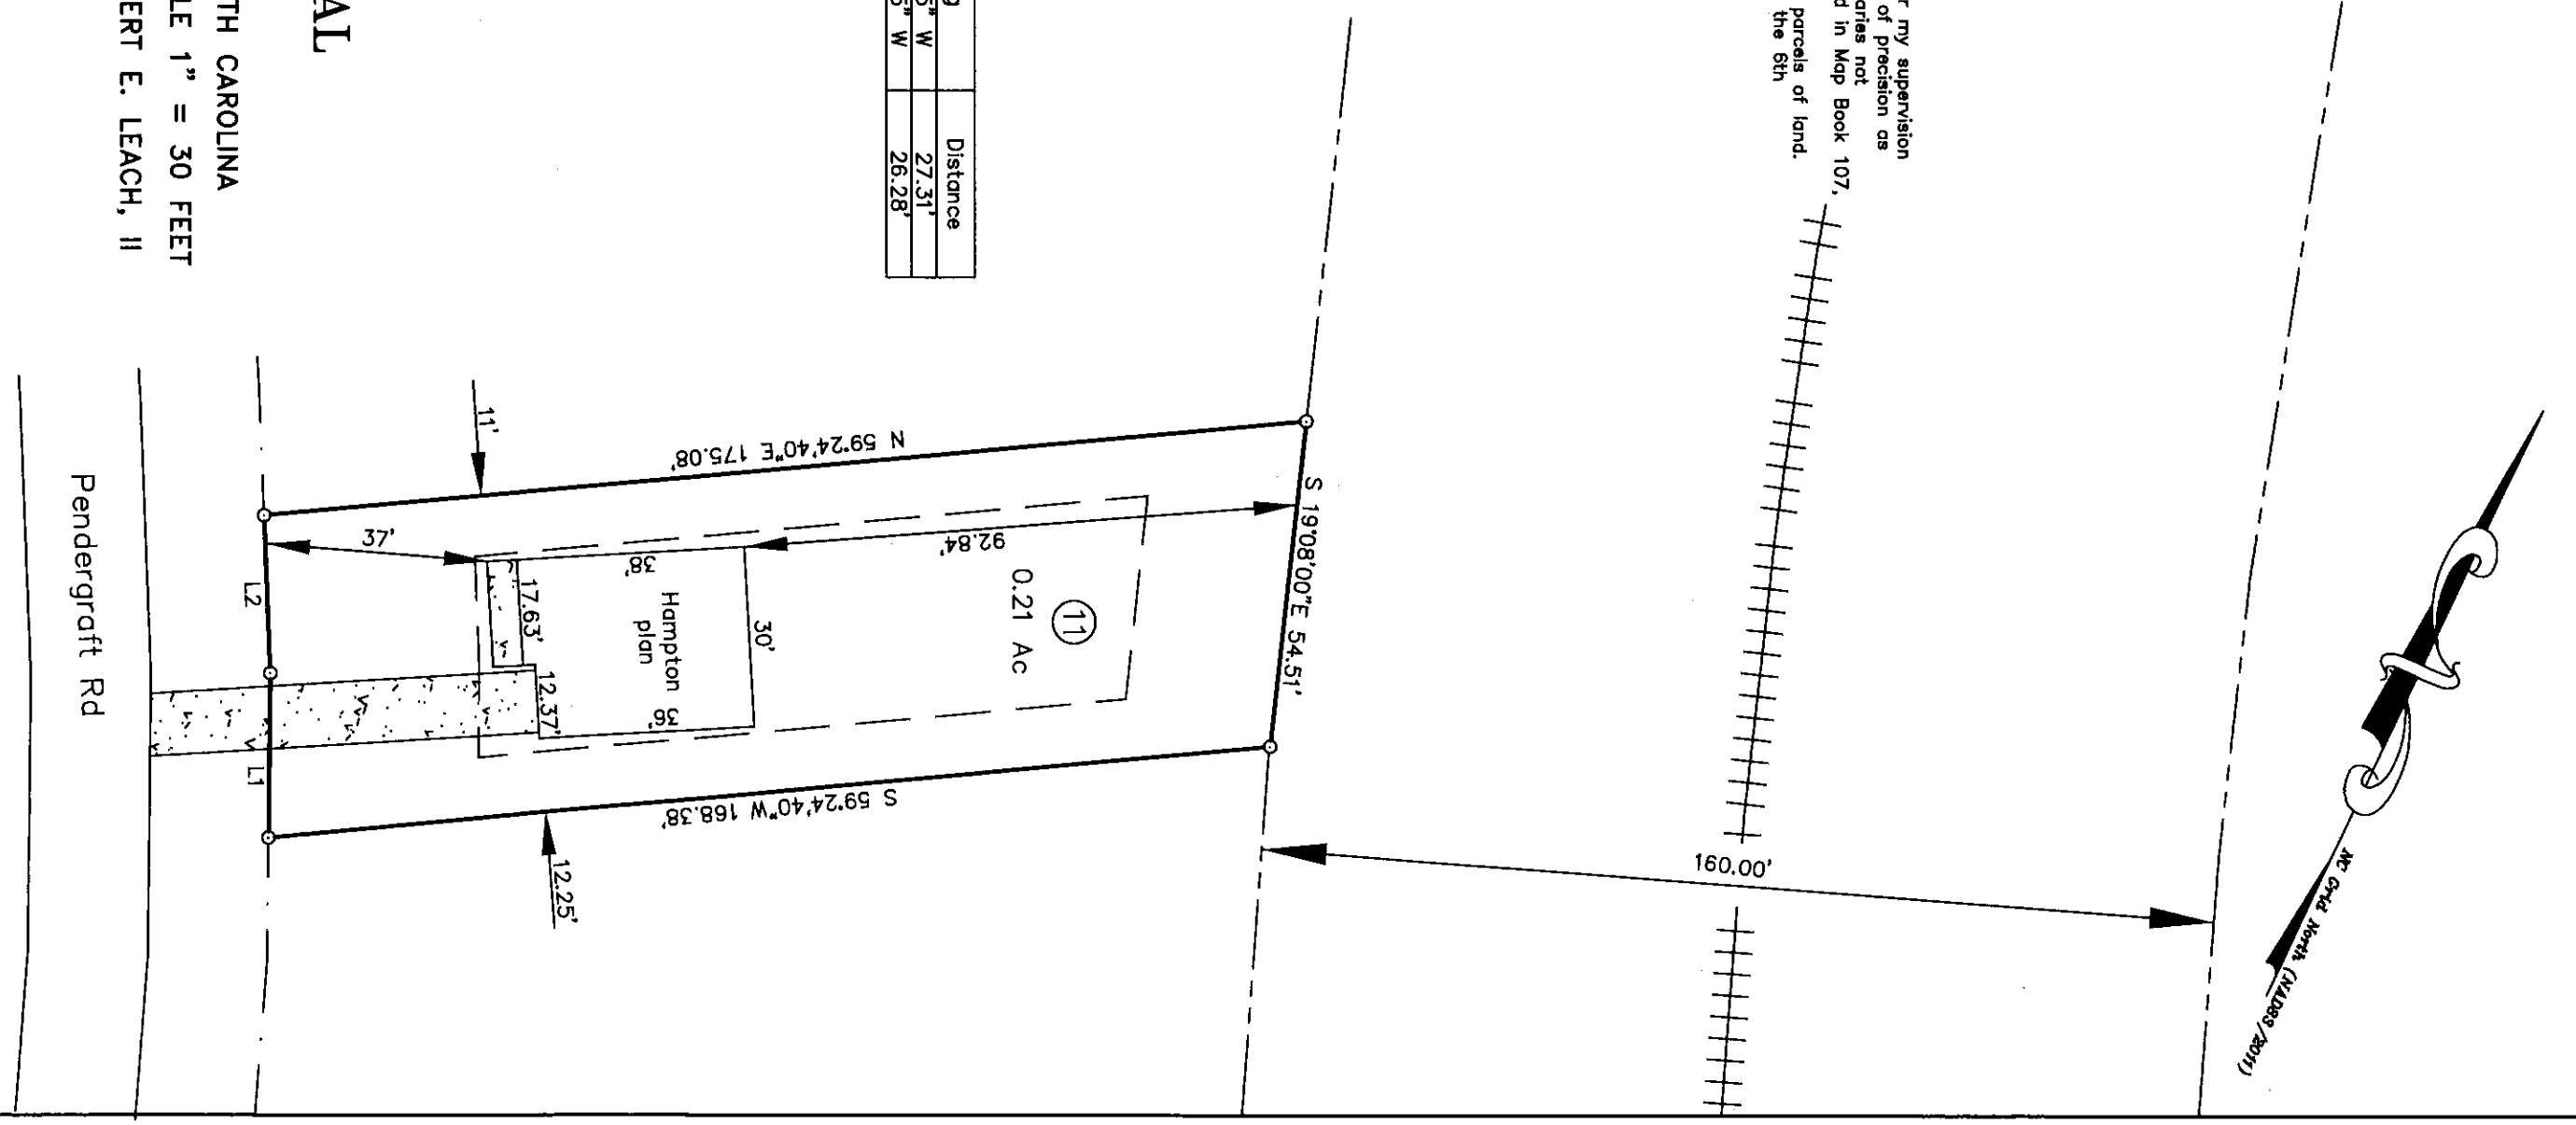 r my supervision
of precision as
aries not
d in Map Book 107,
parcels of land.
the 6th
Distance
" W 27.31'
" W 26.28'
AL
TH CAROLINA
LE 1" = 30 FEET
ERT E. LEACH, II
Pendergraft Rd
11'
N 59°24'40"E 175.08'
S 19°08'00"E 54.51'
S 59°24'40"W 168.38'
L2
L1
37'
38'
92.84'
17.63'
12.37'
30'
36'
Hampton
plan
11
0.21 Ac
12.25'
160.00'
NC Grid North (NAD83/2011)